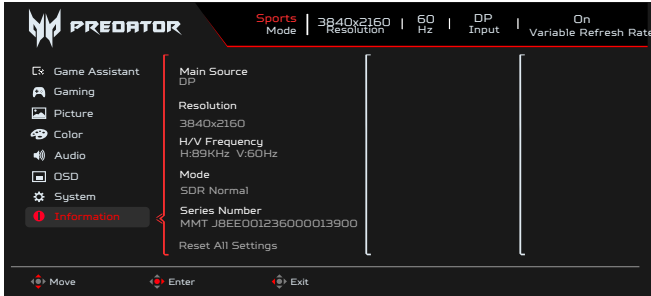 PREDATOR
Sports
Mode
3840x2160
Resolution
60
Hz
DP
Input
On
Variable Refresh Rate
Game Assistant
Gaming
Picture
Color
Audio
OSD
System
Information
Main Source
DP
Resolution
3840x2160
H/V Frequency
H:89KHz V:60Hz
Mode
SDR Normal
Series Number
MMT J8EE001236000013900
Reset All Settings
Move
Enter
Exit